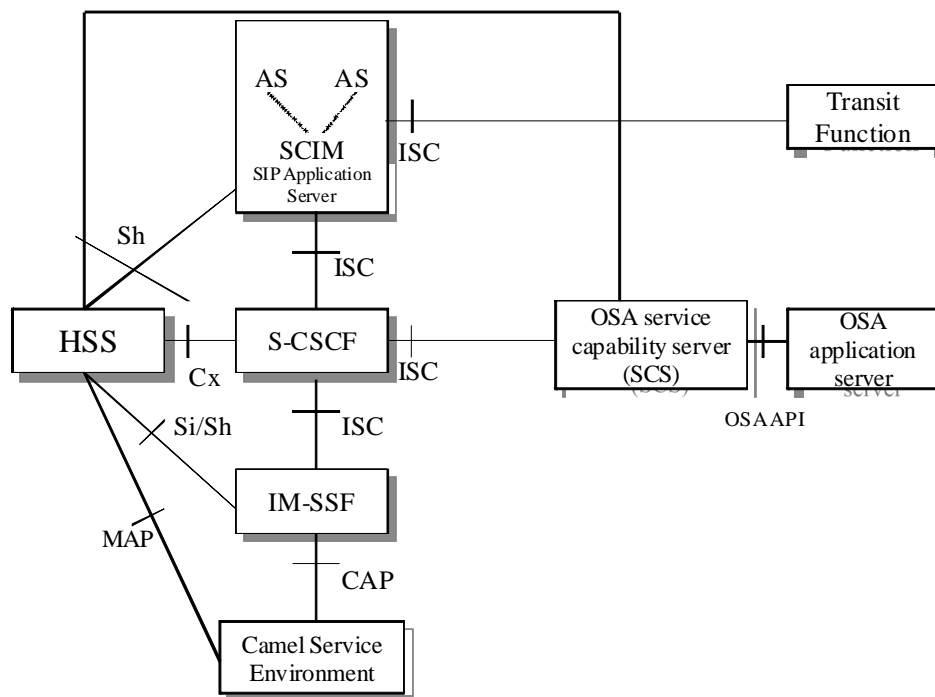 AS AS
SCIM
SIP Application
Server
ISC
Transit
Function
Sh
ISC
HSS
S-CSCF
OSA service
capability server
(SCS)
OSA
application
server
Cx
ISC
Si/Sh
ISC
OSA API
IM-SSF
MAP
CAP
Camel Service
Environment